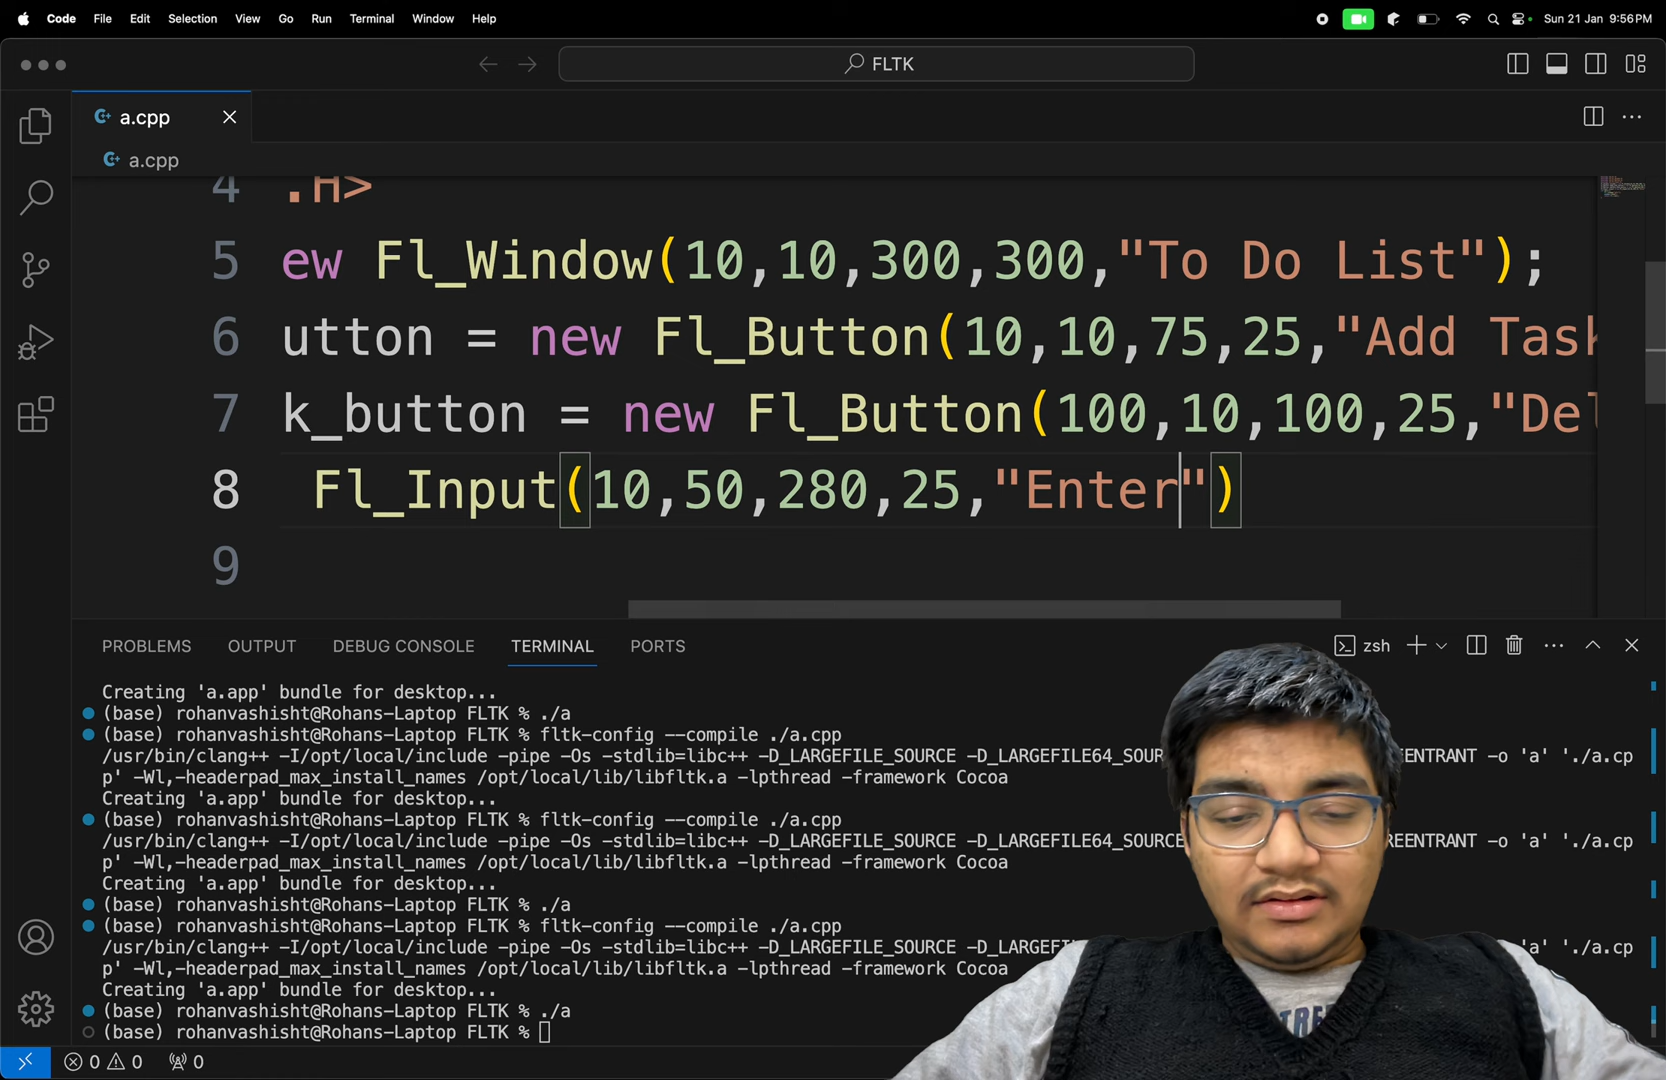 Code File Edit Selection View Go Run Terminal Window Help
Sun 21 Jan 9:56 PM
FLTK
a.cpp
a.cpp
4 .H>
5 ew Fl_Window(10,10,300,300,"To Do List");
6 utton = new Fl_Button(10,10,75,25,"Add Task
7 k_button = new Fl_Button(100,10,100,25,"Del
8 Fl_Input(10,50,280,25,"Enter")
9
PROBLEMS OUTPUT DEBUG CONSOLE TERMINAL PORTS
zsh
Creating 'a.app' bundle for desktop...
(base) rohanvashisht@Rohans-Laptop FLTK % ./a
(base) rohanvashisht@Rohans-Laptop FLTK % fltk-config --compile ./a.cpp
/usr/bin/clang++ -I/opt/local/include -pipe -Os -stdlib=libc++ -D_LARGEFILE_SOURCE -D_LARGEFILE64_SOUR EENTRANT -o 'a' './a.cp
p' -Wl,-headerpad_max_install_names /opt/local/lib/libfltk.a -lpthread -framework Cocoa
Creating 'a.app' bundle for desktop...
(base) rohanvashisht@Rohans-Laptop FLTK % fltk-config --compile ./a.cpp
/usr/bin/clang++ -I/opt/local/include -pipe -Os -stdlib=libc++ -D_LARGEFILE_SOURCE -D_LARGEFILE64_SOURCE REENTRANT -o 'a' './a.cp
p' -Wl,-headerpad_max_install_names /opt/local/lib/libfltk.a -lpthread -framework Cocoa
Creating 'a.app' bundle for desktop...
(base) rohanvashisht@Rohans-Laptop FLTK % ./a
(base) rohanvashisht@Rohans-Laptop FLTK % fltk-config --compile ./a.cpp
/usr/bin/clang++ -I/opt/local/include -pipe -Os -stdlib=libc++ -D_LARGEFILE_SOURCE -D_LARGEFILE64_SOU EENTRANT -o 'a' './a.cp
p' -Wl,-headerpad_max_install_names /opt/local/lib/libfltk.a -lpthread -framework Cocoa
Creating 'a.app' bundle for desktop...
(base) rohanvashisht@Rohans-Laptop FLTK % ./a
(base) rohanvashisht@Rohans-Laptop FLTK %
0 0 0